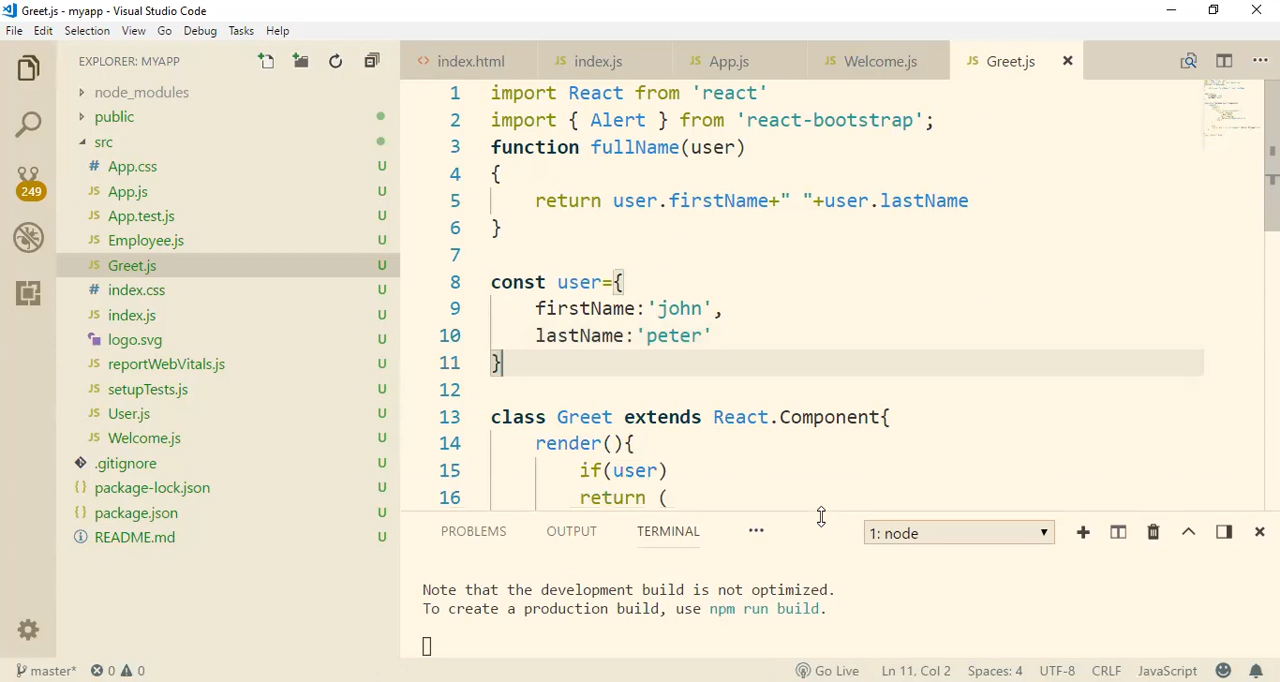 Greet.js - myapp - Visual Studio Code
File Edit Selection View Go Debug Tasks Help
EXPLORER: MYAPP
index.html
index.js
App.js
Welcome.js
Greet.js
249
node_modules
public
src
App.css U
App.js U
App.test.js U
Employee.js U
Greet.js U
index.css U
index.js U
logo.svg U
reportWebVitals.js U
setupTests.js U
User.js U
Welcome.js U
.gitignore U
package-lock.json U
package.json U
README.md U
1 import React from 'react'
2 import { Alert } from 'react-bootstrap';
3 function fullName(user)
4 {
5 return user.firstName+" "+user.lastName
6 }
7
8 const user={
9 firstName:'john',
10 lastName:'peter'
11 }
12
13 class Greet extends React.Component{
14 render(){
15 if(user)
16 return (
PROBLEMS OUTPUT TERMINAL ••• 1: node
Note that the development build is not optimized.
To create a production build, use npm run build.
master* 0 0 Go Live Ln 11, Col 2 Spaces: 4 UTF-8 CRLF JavaScript